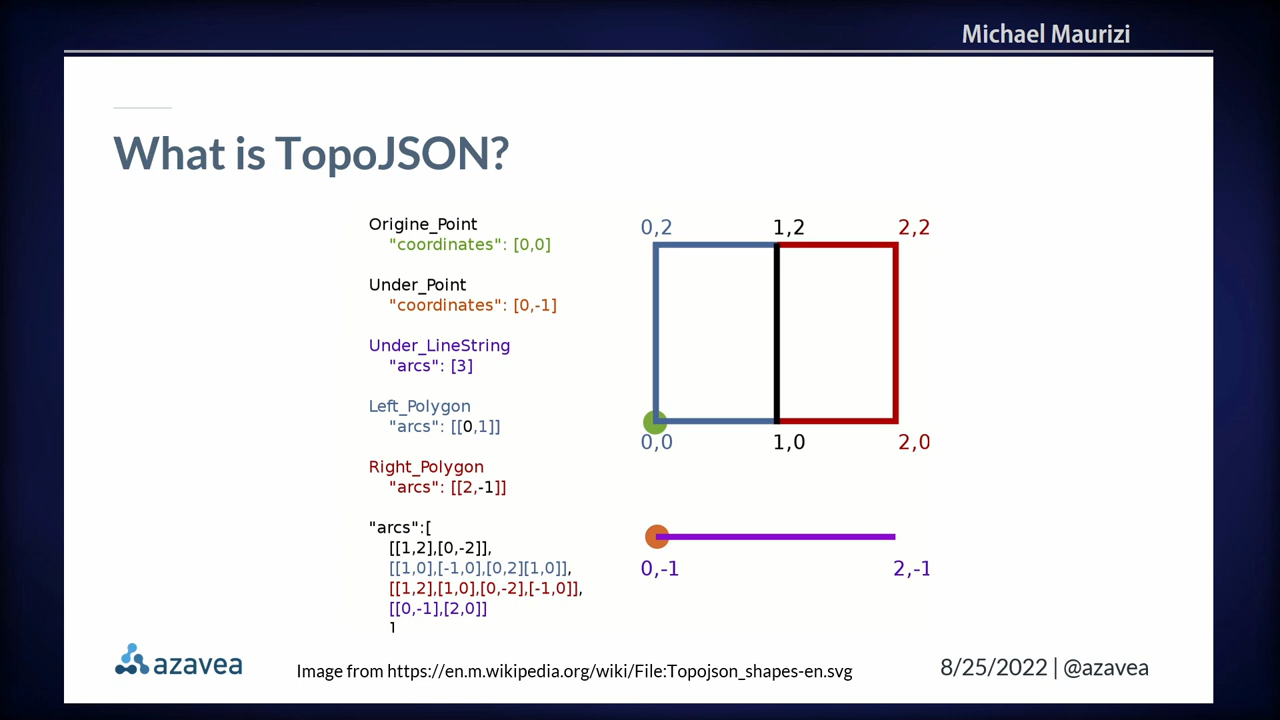 Michael Maurizi
What is TopoJSON?
Origine_Point
"coordinates": [0,0]
Under_Point
"coordinates": [0,-1]
Under_LineString
"arcs": [3]
Left_Polygon
"arcs": [[0,1]]
Right_Polygon
"arcs": [[2,-1]]
"arcs":[
[[1,2],[0,-2]],
[[1,0],[-1,0],[0,2][1,0]],
[[1,2],[1,0],[0,-2],[-1,0]],
[[0,-1],[2,0]]
]
0,2 1,2 2,2
0,0 1,0 2,0
0,-1 2,-1
azavea
Image from https://en.m.wikipedia.org/wiki/File:Topojson_shapes-en.svg
8/25/2022 | @azavea